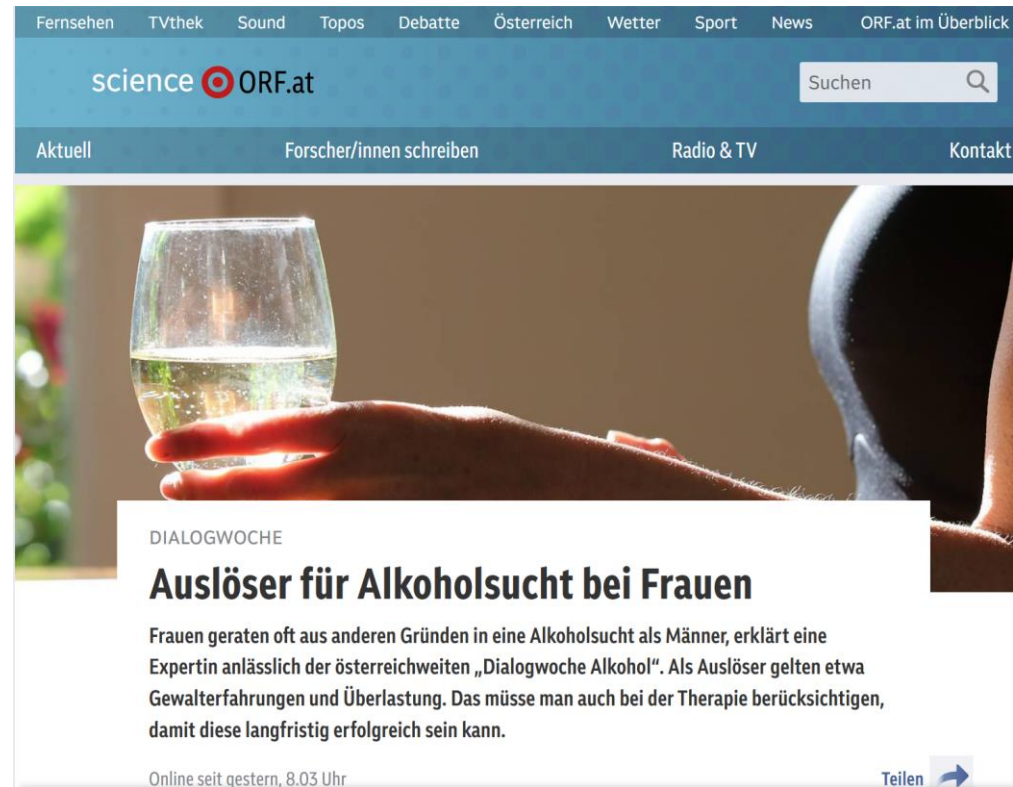 Fernsehen TVthek Sound Topos Debatte Österreich Wetter Sport News ORF.at im Überblick
science ORF.at
Suchen
Aktuell Forscher/innen schreiben Radio & TV Kontakt
DIALOGWOCHE
Auslöser für Alkoholsucht bei Frauen
Frauen geraten oft aus anderen Gründen in eine Alkoholsucht als Männer, erklärt eine
Expertin anlässlich der österreichweiten „Dialogwoche Alkohol“. Als Auslöser gelten etwa
Gewalterfahrungen und Überlastung. Das müsse man auch bei der Therapie berücksichtigen,
damit diese langfristig erfolgreich sein kann.
Online seit gestern, 8.03 Uhr
Teilen